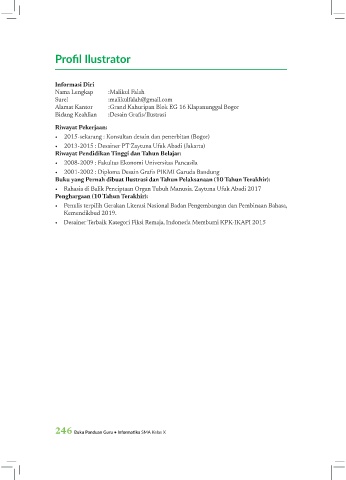 Profil Ilustrator
Informasi Diri
Nama Lengkap :Malikul Falah
Surel :malikulfalah@gmail.com
Alamat Kantor :Grand Kahuripan Blok EG 16 Klapanunggal Bogor
Bidang Keahlian :Desain Grafis/Ilustrasi
Riwayat Pekerjaan:
• 2015-sekarang : Konsultan desain dan penerbitan (Bogor)
• 2013-2015 : Desainer PT Zaytuna Ufuk Abadi (Jakarta)
Riwayat Pendidikan Tinggi dan Tahun Belajar:
• 2008-2009 : Fakultas Ekonomi Universitas Pancasila
• 2001-2002 : Diploma Desain Grafis PIKMI Garuda Bandung
Buku yang Pernah dibuat Ilustrasi dan Tahun Pelaksanaan (10 Tahun Terakhir):
• Rahasia di Balik Penciptaan Organ Tubuh Manusia. Zaytuna Ufuk Abadi 2017
Penghargaan (10 Tahun Terakhir):
• Penulis terpilih Gerakan Literasi Nasional Badan Pengembangan dan Pembinaan Bahasa,
Kemendikbud 2019.
• Desainer Terbaik Kategori Fiksi Remaja. Indonesia Membumi KPK-IKAPI 2015
246 Buku Panduan Guru • Informatika SMA Kelas X